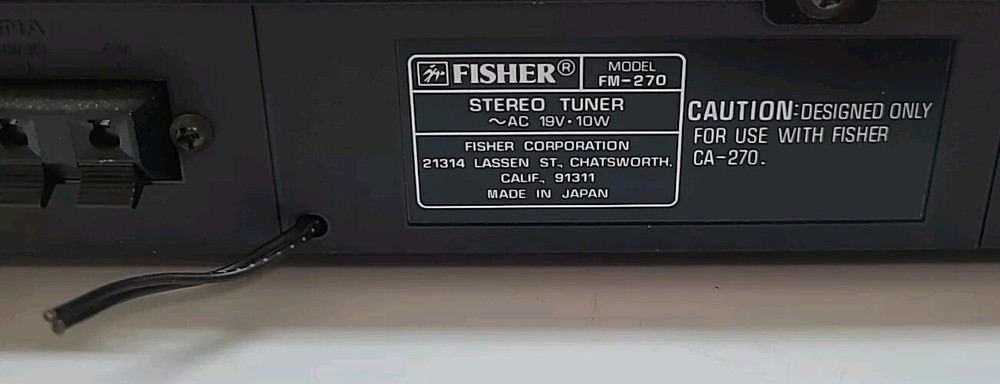 FISHER®
MODEL
FM-270
STEREO TUNER
～AC 19V·10W
FISHER CORPORATION
21314 LASSEN ST., CHATSWORTH,
CALIF., 91311
MADE IN JAPAN
CAUTION:DESIGNED ONLY
FOR USE WITH FISHER
CA-270.